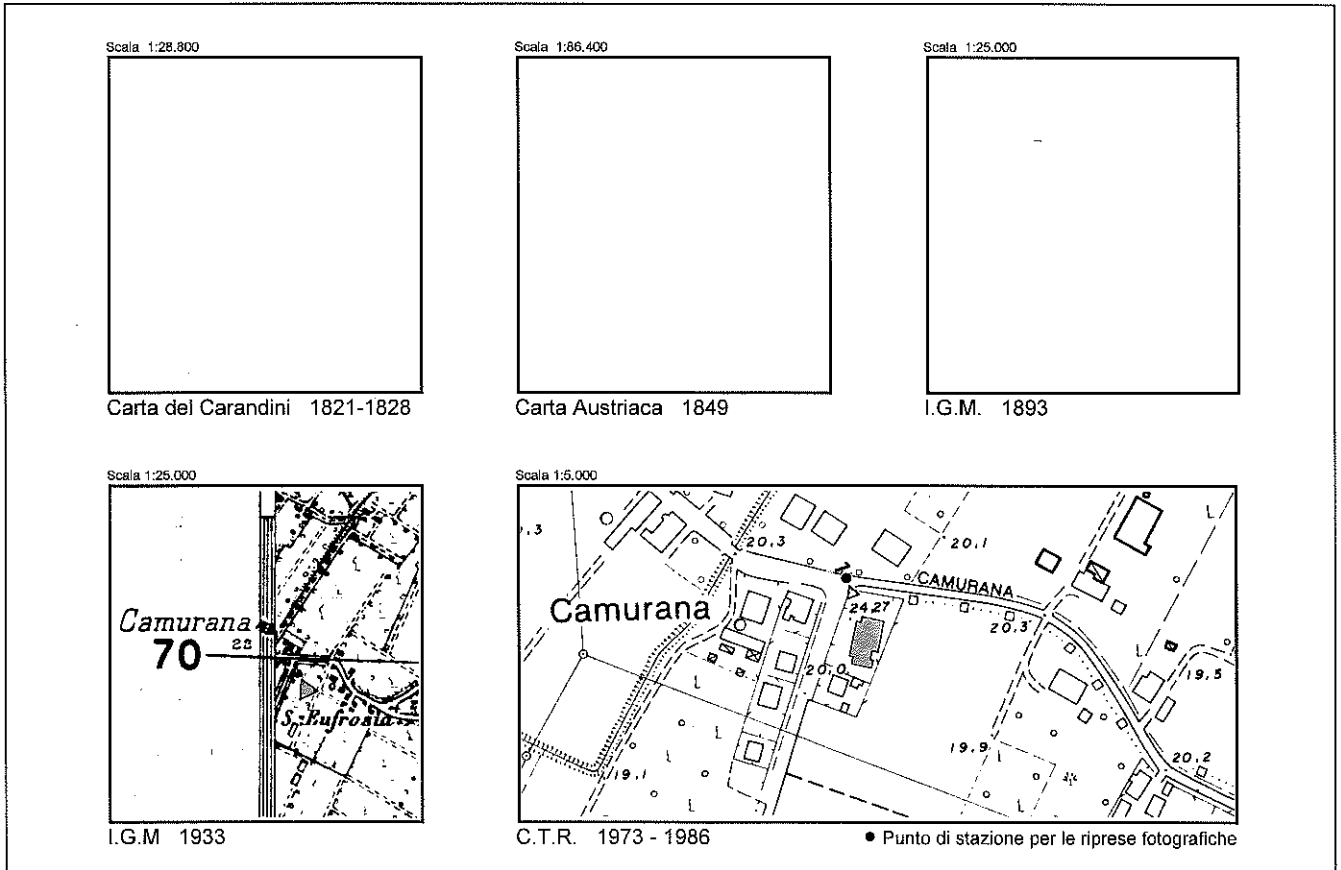 Scala 1:28.800
Scala 1:86.400
Scala 1:25.000
Carta del Carandini 1821-1828
Carta Austriaca 1849
I.G.M. 1893
Scala 1:25.000
Scala 1:5.000
Camurana
70
22
S. Eufrosia
20.3
20.1
CAMURANA
Camurana
24.27
20.3
20.0
19.5
19.9
19.1
20.2
I.G.M 1933
C.T.R. 1973 - 1986
● Punto di stazione per le riprese fotografiche